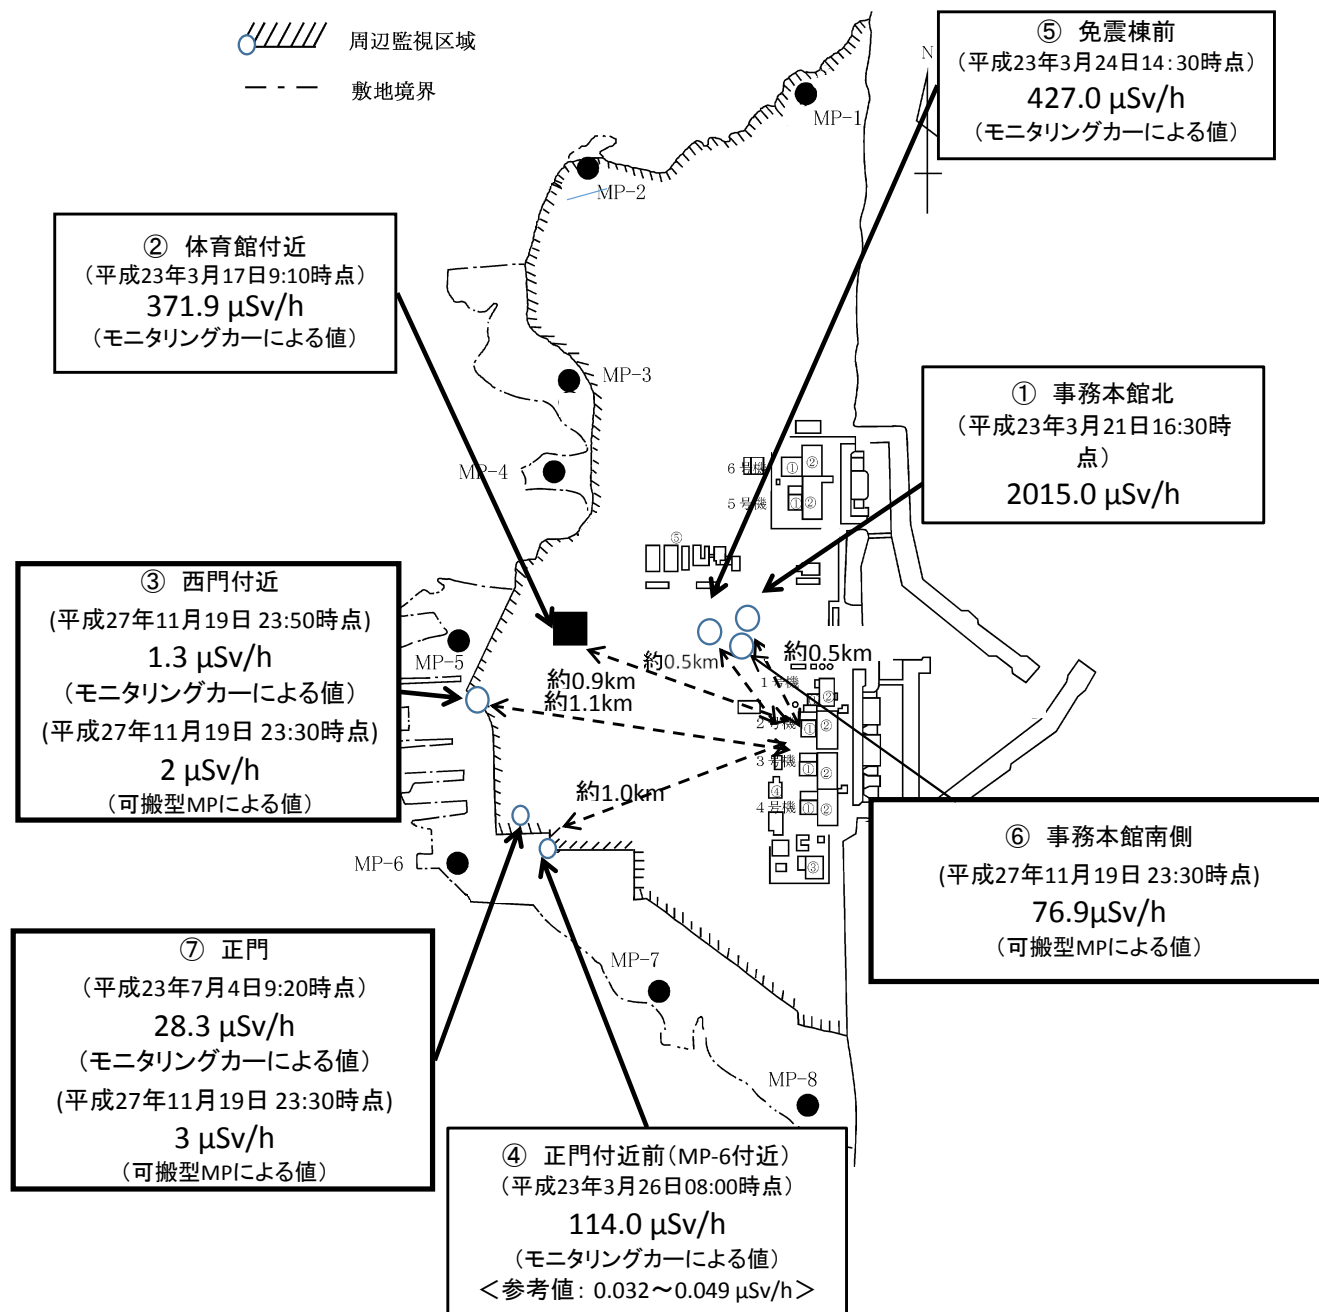 周辺監視区域
敷地境界
⑤ 免震棟前
(平成23年3月24日14:30時点)
427.0 μSv/h
(モニタリングカーによる値)
N
MP-1
MP-2
② 体育館付近
(平成23年3月17日9:10時点)
371.9 μSv/h
(モニタリングカーによる値)
MP-3
① 事務本館北
(平成23年3月21日16:30時
点)
2015.0 μSv/h
MP-4
6号機
① ②
5号機
① ②
⑤
③ 西門付近
(平成27年11月19日 23:50時点)
1.3 μSv/h
(モニタリングカーによる値)
(平成27年11月19日 23:30時点)
2 μSv/h
(可搬型MPによる値)
MP-5
約0.5km
約0.5km
約0.9km
約1.1km
1号機
②
2号機
① ②
3号機
① ②
約1.0km
④
4号機
① ②
③
MP-6
⑥ 事務本館南側
(平成27年11月19日 23:30時点)
76.9μSv/h
(可搬型MPによる値)
⑦ 正門
(平成23年7月4日9:20時点)
28.3 μSv/h
(モニタリングカーによる値)
(平成27年11月19日 23:30時点)
3 μSv/h
(可搬型MPによる値)
MP-7
MP-8
④ 正門付近前(MP-6付近)
(平成23年3月26日08:00時点)
114.0 μSv/h
(モニタリングカーによる値)
<参考値: 0.032～0.049 μSv/h>